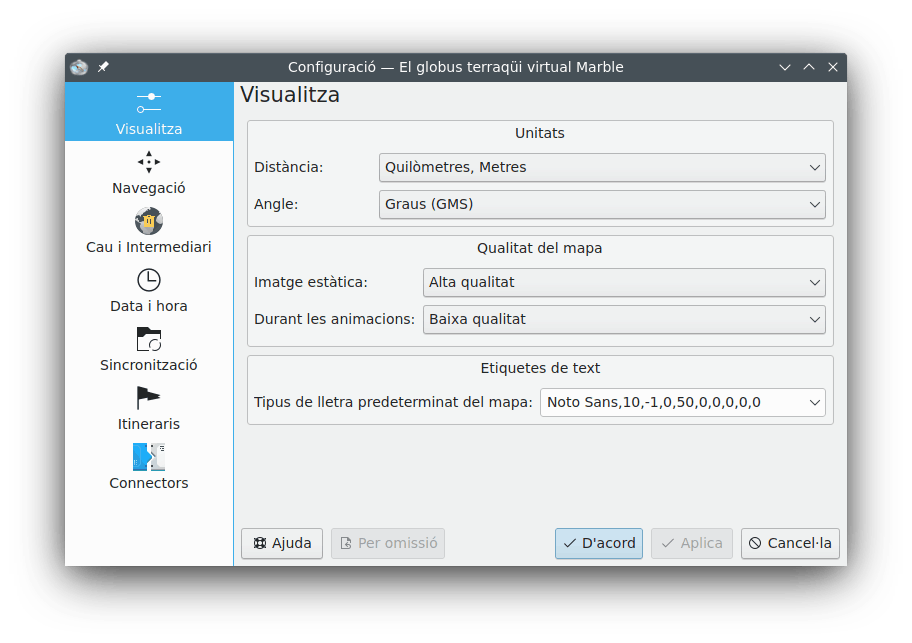 Configuració — El globus terraqüi virtual Marble
Visualitza
Navegació
Cau i Intermediari
Data i hora
Sincronització
Itineraris
Connectors
Visualitza
Unitats
Distància: Quilòmetres, Metres
Angle: Graus (GMS)
Qualitat del mapa
Imatge estàtica: Alta qualitat
Durant les animacions: Baixa qualitat
Etiquetes de text
Tipus de lletra predeterminat del mapa: Noto Sans,10,-1,0,50,0,0,0,0,0
Ajuda Per omissió D'acord Aplica Cancel·la